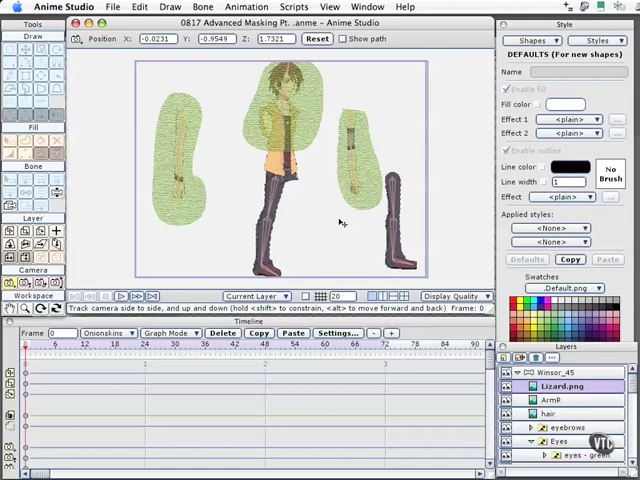 Anime Studio File Edit Draw Bone Animation Scripts View Window Help
0817 Advanced Masking Pt. .anme - Anime Studio
Position X: -0.0231 Y: -0.9549 Z: 1.7321 Reset Show path
Tools
Draw
Fill
Bone
Layer
Camera
Workspace
Style
Shapes Styles
DEFAULTS (For new shapes)
Name
Enable fill
Fill color
Effect 1 <plain> ...
Effect 2 <plain> ...
Enable outline
Line color
Line width 1
No Brush
Effect <plain> ...
Applied styles:
<None>
<None>
Defaults Copy Paste
Swatches
.Default.png
Current Layer 20 Display Quality
Track camera side to side, and up and down (hold <shift> to constrain, <alt> to move forward and back) Frame: 0
Timeline
Frame 0 Onionskins Graph Mode Delete Copy Paste Settings... - +
0 6 12 18 24 30 36 42 48 54 60 66 72 78 84 90
1 2 3
Layers
Winsor_45
Lizard.png
ArmR
hair
eyebrows
Eyes
eyes - green
VTC